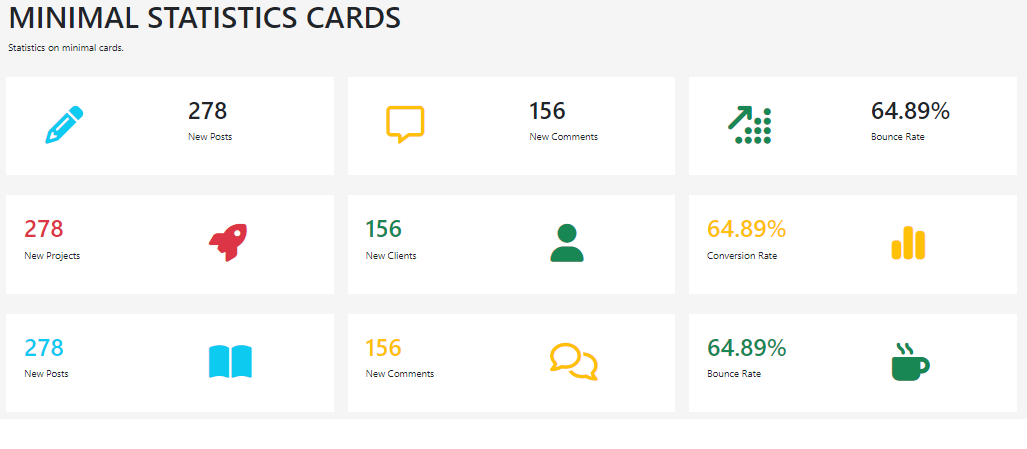 MINIMAL STATISTICS CARDS
Statistics on minimal cards.
278
New Posts
156
New Comments
64.89%
Bounce Rate
278
New Projects
156
New Clients
64.89%
Conversion Rate
278
New Posts
156
New Comments
64.89%
Bounce Rate